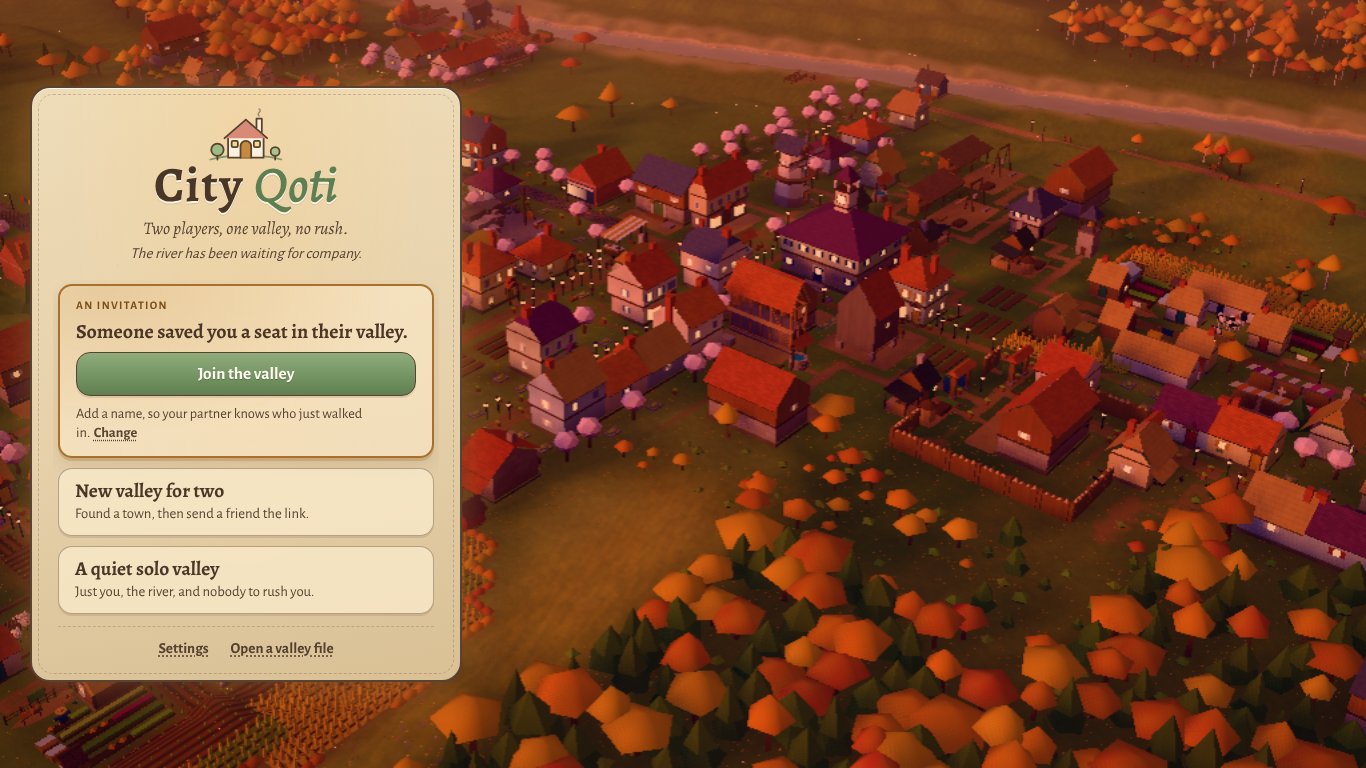 City Qoti
Two players, one valley, no rush.
The river has been waiting for company.
AN INVITATION
Someone saved you a seat in their valley.
Join the valley
Add a name, so your partner knows who just walked
in. Change
New valley for two
Found a town, then send a friend the link.
A quiet solo valley
Just you, the river, and nobody to rush you.
Settings Open a valley file